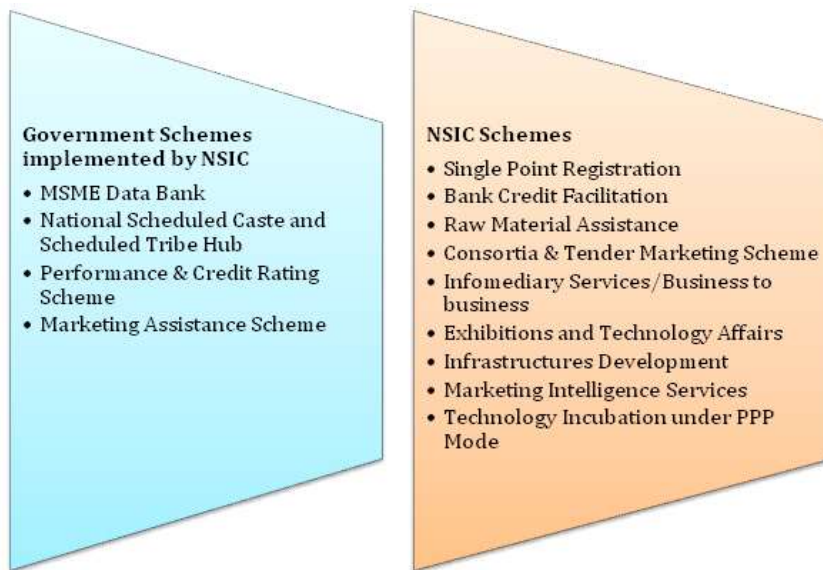 Government Schemes
implemented by NSIC
• MSME Data Bank
• National Scheduled Caste and
Scheduled Tribe Hub
• Performance & Credit Rating
Scheme
• Marketing Assistance Scheme
NSIC Schemes
• Single Point Registration
• Bank Credit Facilitation
• Raw Material Assistance
• Consortia & Tender Marketing Scheme
• Infomediary Services/Business to
business
• Exhibitions and Technology Affairs
• Infrastructures Development
• Marketing Intelligence Services
• Technology Incubation under PPP
Mode